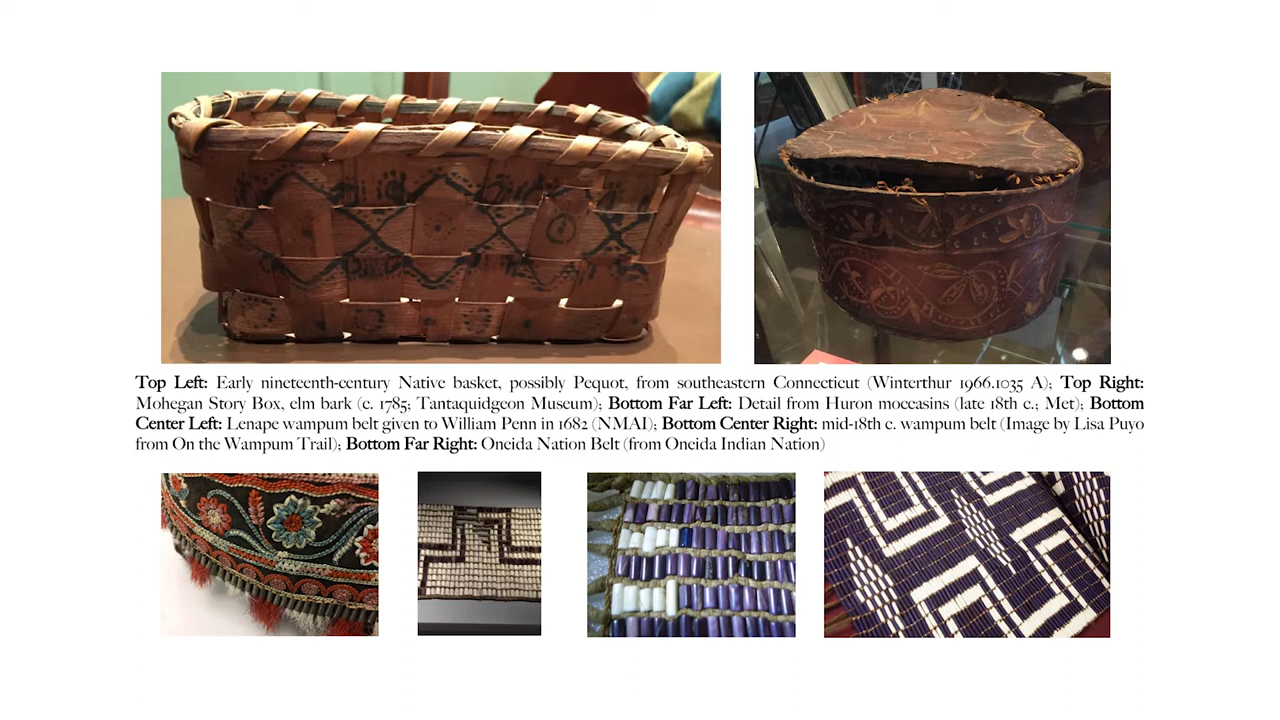 Top Left: Early nineteenth-century Native basket, possibly Pequot, from southeastern Connecticut (Winterthur 1966.1035 A); Top Right:
Mohegan Story Box, elm bark (c. 1785; Tantaquidgeon Museum); Bottom Far Left: Detail from Huron moccasins (late 18th c.; Met); Bottom
Center Left: Lenape wampum belt given to William Penn in 1682 (NMAI); Bottom Center Right: mid-18th c. wampum belt (Image by Lisa Puyo
from On the Wampum Trail); Bottom Far Right: Oneida Nation Belt (from Oneida Indian Nation)